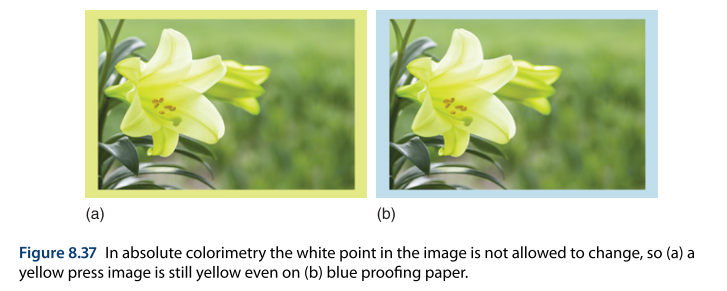 (a)
(b)
Figure 8.37 In absolute colorimetry the white point in the image is not allowed to change, so (a) a
yellow press image is still yellow even on (b) blue proofing paper.